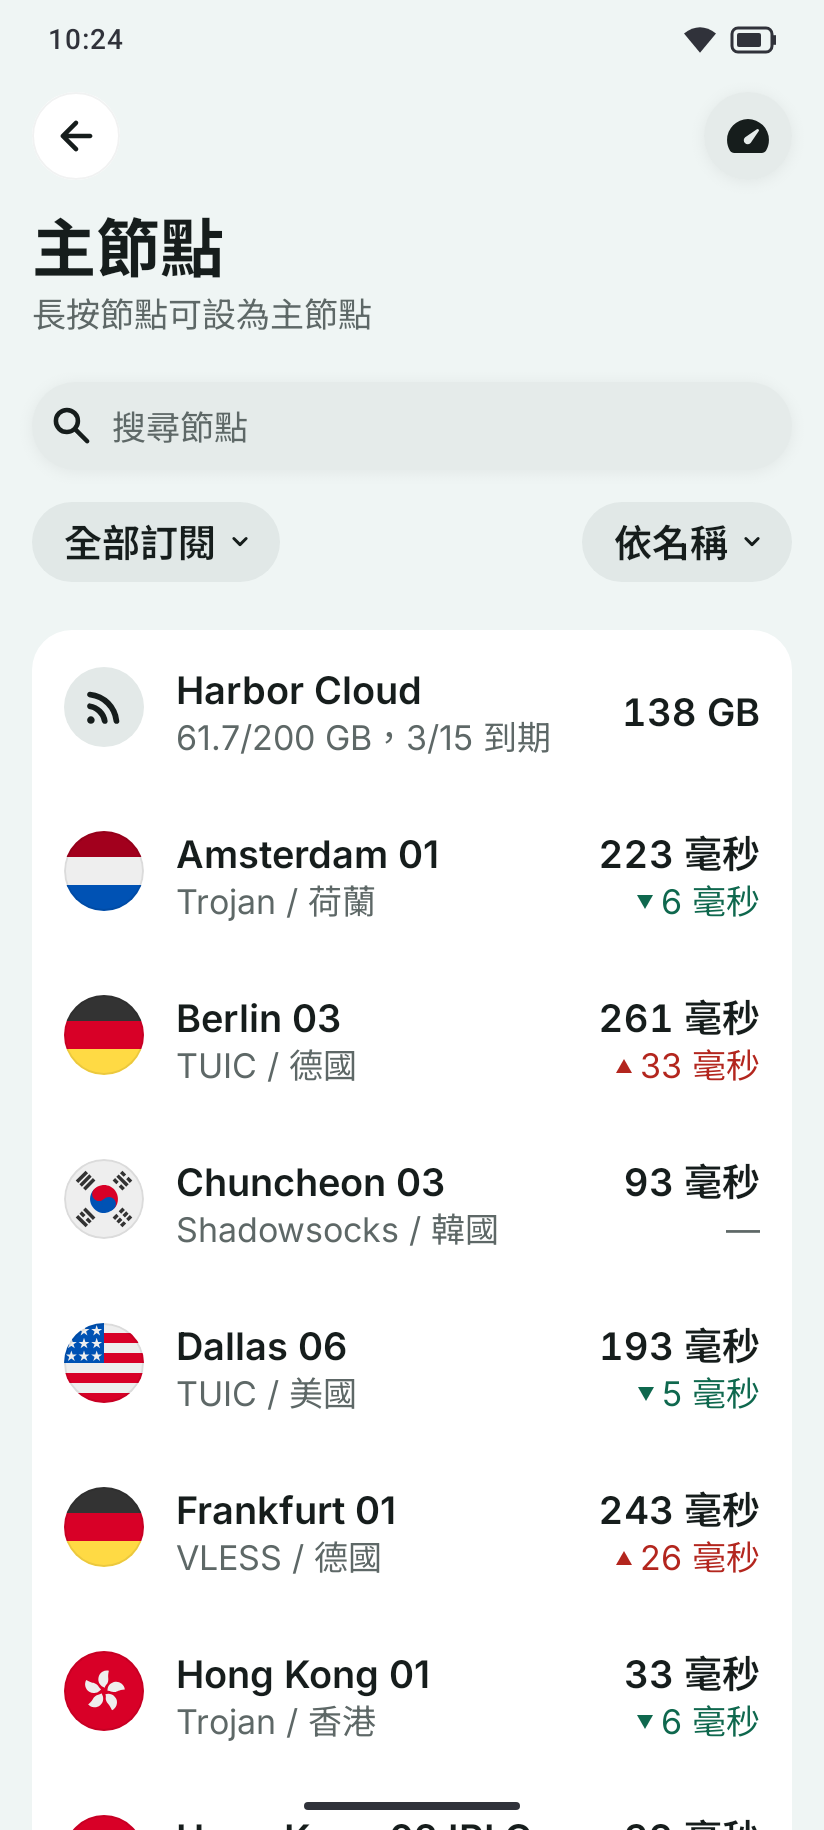 10:24
主節點
長按節點可設為主節點
搜尋節點
全部訂閱
依名稱
Harbor Cloud
61.7/200 GB，3/15 到期
138 GB
Amsterdam 01
Trojan / 荷蘭
223 毫秒
▼6 毫秒
Berlin 03
TUIC / 德國
261 毫秒
▲33 毫秒
Chuncheon 03
Shadowsocks / 韓國
93 毫秒
—
Dallas 06
TUIC / 美國
193 毫秒
▼5 毫秒
Frankfurt 01
VLESS / 德國
243 毫秒
▲26 毫秒
Hong Kong 01
Trojan / 香港
33 毫秒
▼6 毫秒